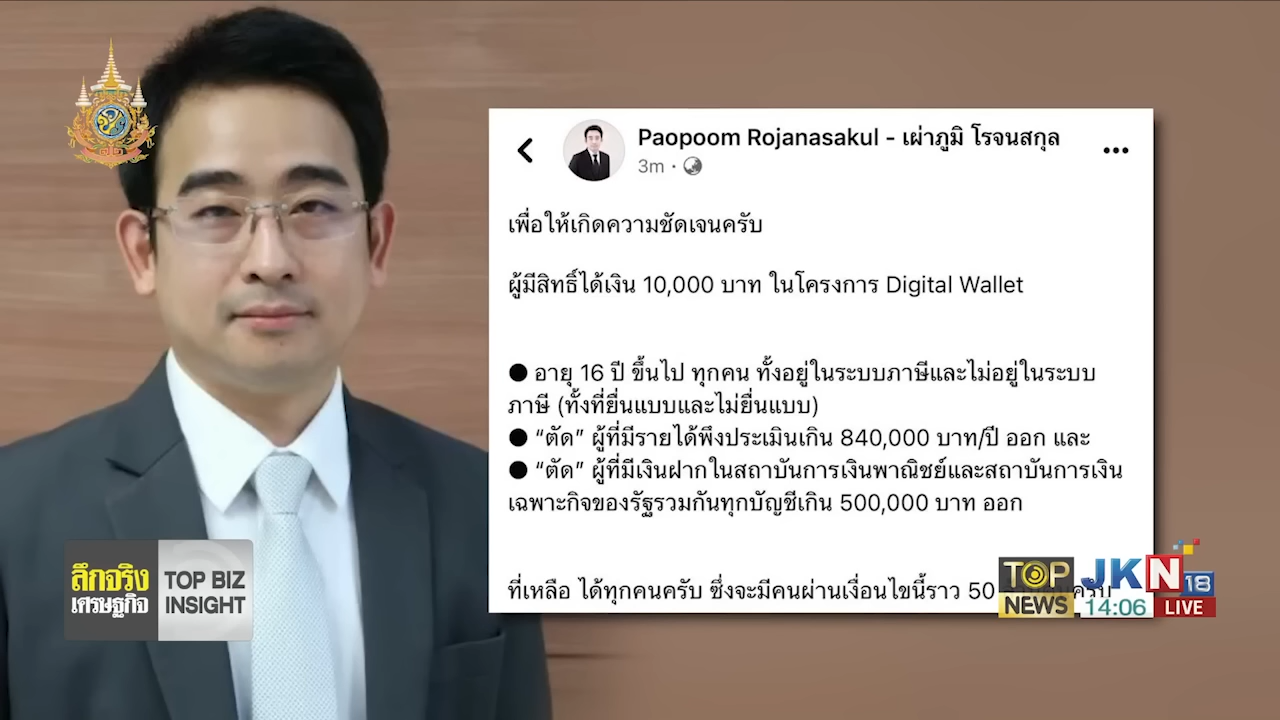 Paopoom Rojanasakul - เผ่าภูมิ โรจนสกุล
3m ·
เพื่อให้เกิดความชัดเจนครับ
ผู้มีสิทธิ์ได้เงิน 10,000 บาท ในโครงการ Digital Wallet
● อายุ 16 ปี ขึ้นไป ทุกคน ทั้งอยู่ในระบบภาษีและไม่อยู่ในระบบ
ภาษี (ทั้งที่ยื่นแบบและไม่ยื่นแบบ)
● “ตัด” ผู้ที่มีรายได้พึงประเมินเกิน 840,000 บาท/ปี ออก และ
● “ตัด” ผู้ที่มีเงินฝากในสถาบันการเงินพาณิชย์และสถาบันการเงิน
เฉพาะกิจของรัฐรวมกันทุกบัญชีเกิน 500,000 บาท ออก
ที่เหลือ ได้ทุกคนครับ ซึ่งจะมีคนผ่านเงื่อนไขนี้ราว 50
ลึกจริง
เศรษฐกิจ
TOP BIZ
INSIGHT
TOP
NEWS
JKN 18
14:06 LIVE